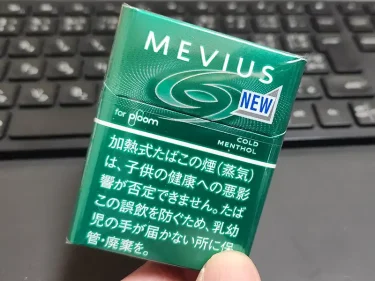 MEVIUS
NEW
for Ploom
COLD
MENTHOL
加熱式たばこの煙(蒸気)
は、子供の健康への悪影
響が否定できません。たば
この誤飲を防ぐため、乳幼
児の手が届かない所に保
管・廃棄を。